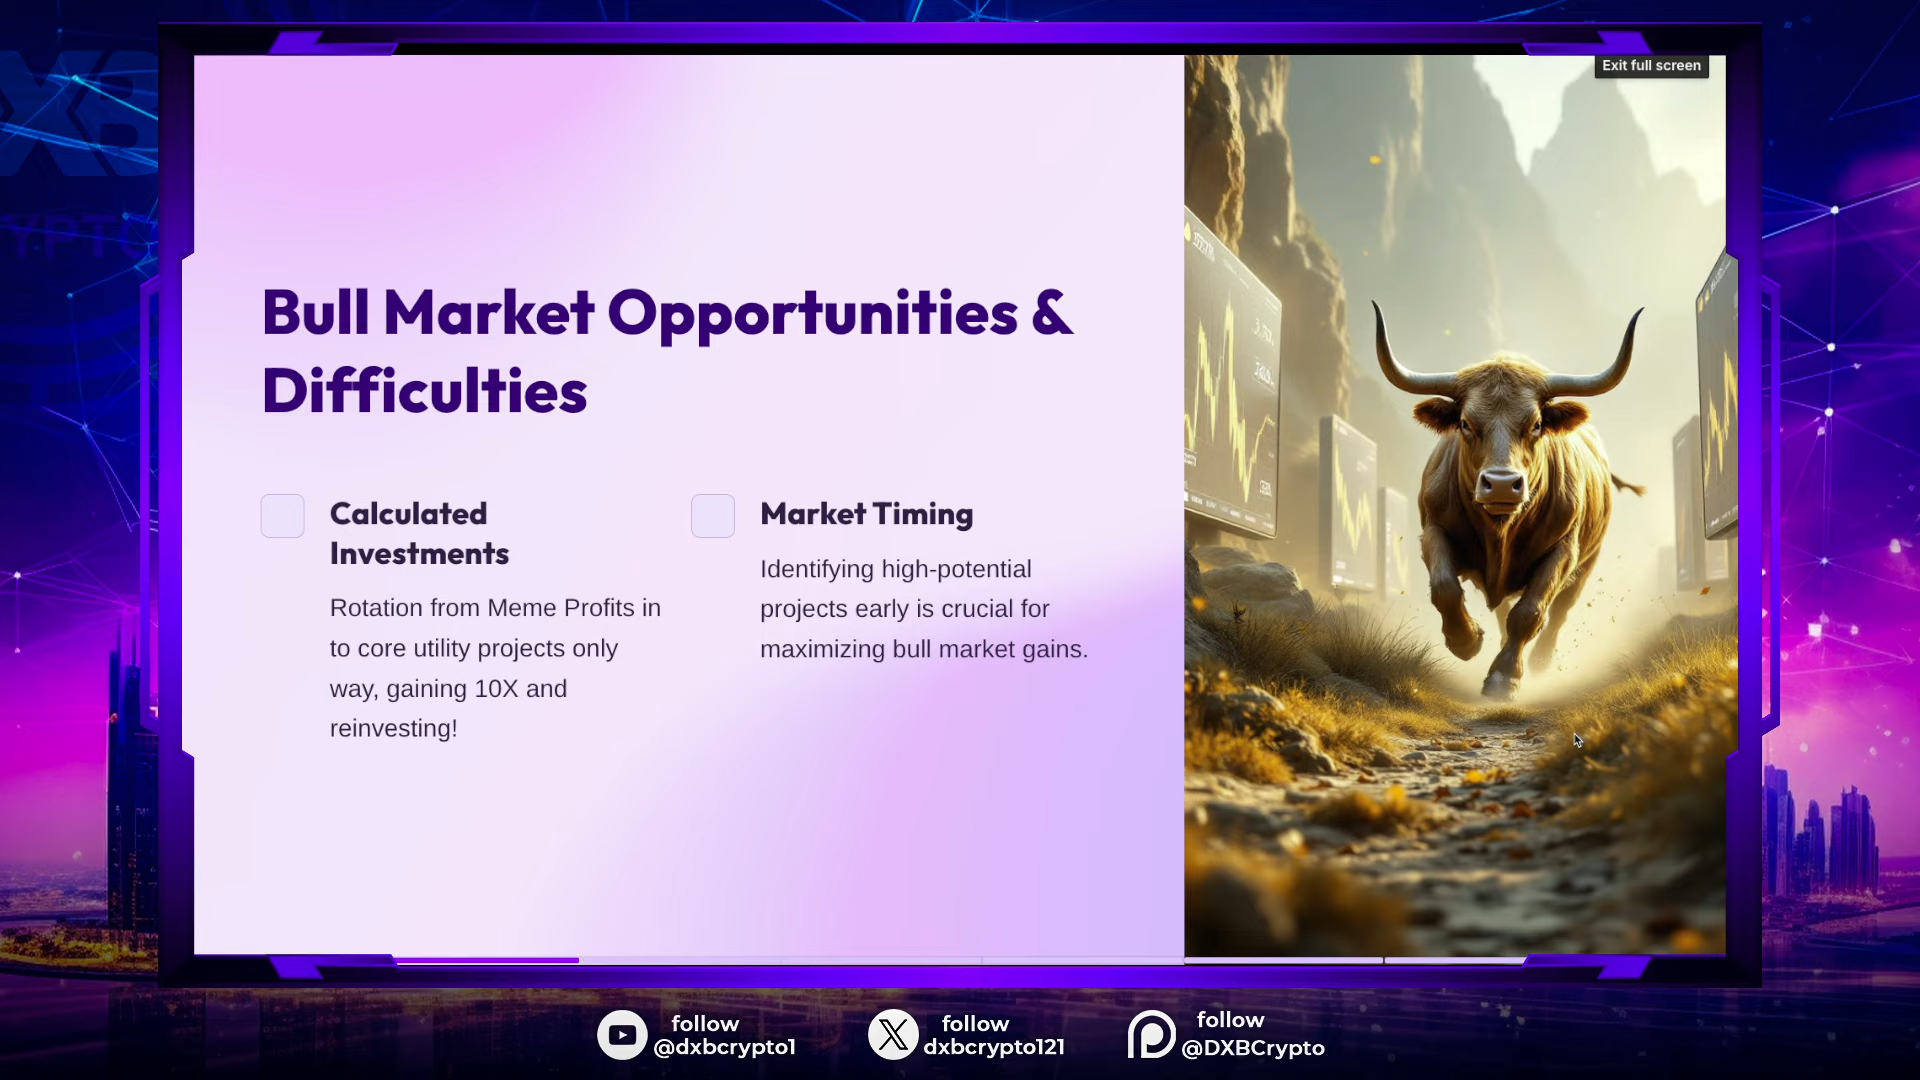 Exit full screen
Bull Market Opportunities &
Difficulties
Calculated
Investments
Rotation from Meme Profits in
to core utility projects only
way, gaining 10X and
reinvesting!
Market Timing
Identifying high-potential
projects early is crucial for
maximizing bull market gains.
follow
@dxbcrypto1
follow
dxbcrypto121
follow
@DXBCrypto